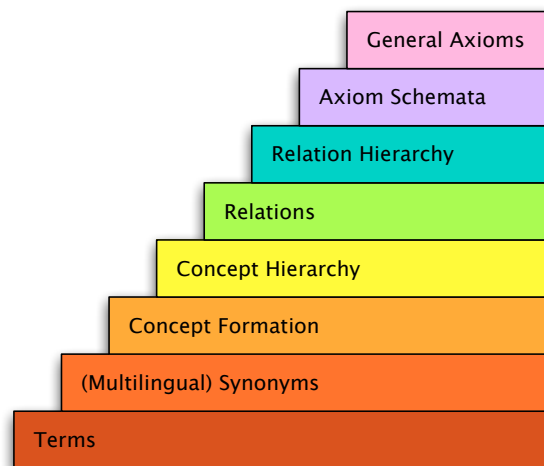 General Axioms
Axiom Schemata
Relation Hierarchy
Relations
Concept Hierarchy
Concept Formation
(Multilingual) Synonyms
Terms